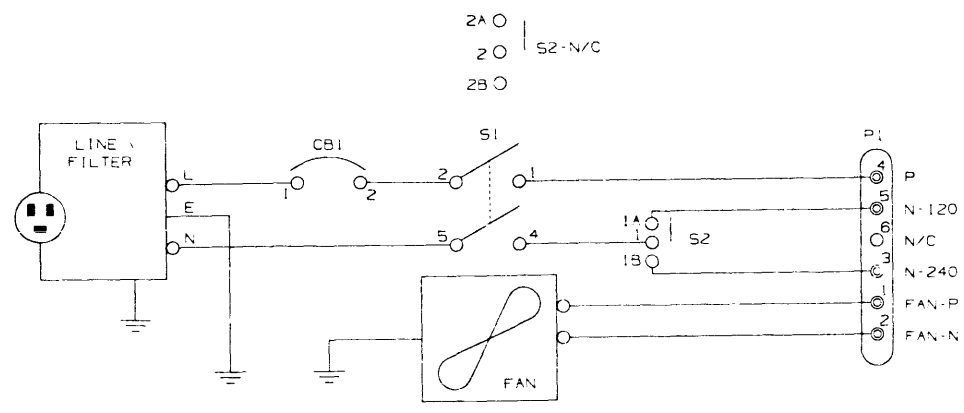 2A
2
S2-N/C
2B
LINE
FILTER
L
E
N
CB1
1
2
S1
2
1
5
4
1A
1
1B
S2
P1
4
P
5
N-120
6
N/C
3
N-240
1
FAN-P
2
FAN-N
FAN